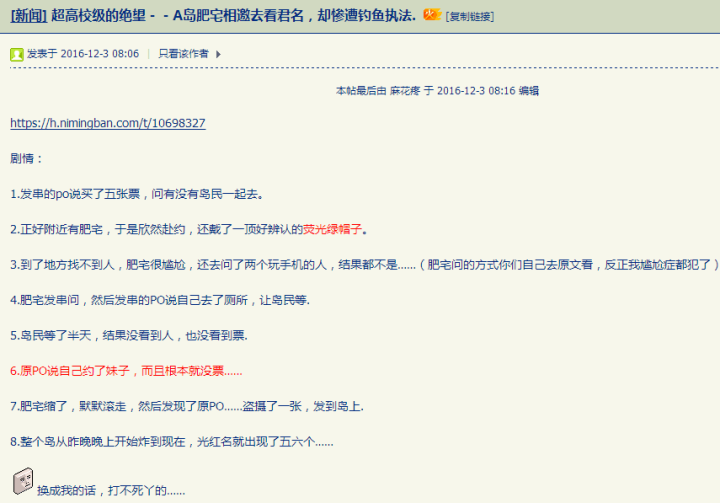 [新闻] 超高校级的绝望 - - A岛肥宅相邀去看君名，却惨遭钓鱼执法. 火 [复制链接]
发表于 2016-12-3 08:06 | 只看该作者
本帖最后由 麻花疼 于 2016-12-3 08:16 编辑
https://h.nimingban.com/t/10698327
剧情：
1.发串的po说买了五张票，问有没有岛民一起去。
2.正好附近有肥宅，于是欣然赴约，还戴了一顶好辨认的荧光绿帽子。
3.到了地方找不到人，肥宅很尴尬，还去问了两个玩手机的人，结果都不是......（肥宅问的方式你们自己去原文看，反正我尴尬症都犯了）
4.肥宅发串问，然后发串的PO说自己去了厕所，让岛民等.
5.岛民等了半天，结果没看到人，也没看到票.
6.原PO说自己约了妹子，而且根本就没票......
7.肥宅缩了，默默滚走，然后发现了原PO......盗摄了一张，发到岛上.
8.整个岛从昨晚晚上开始炸到现在，光红名就出现了五六个......
换成我的话，打不死丫的......